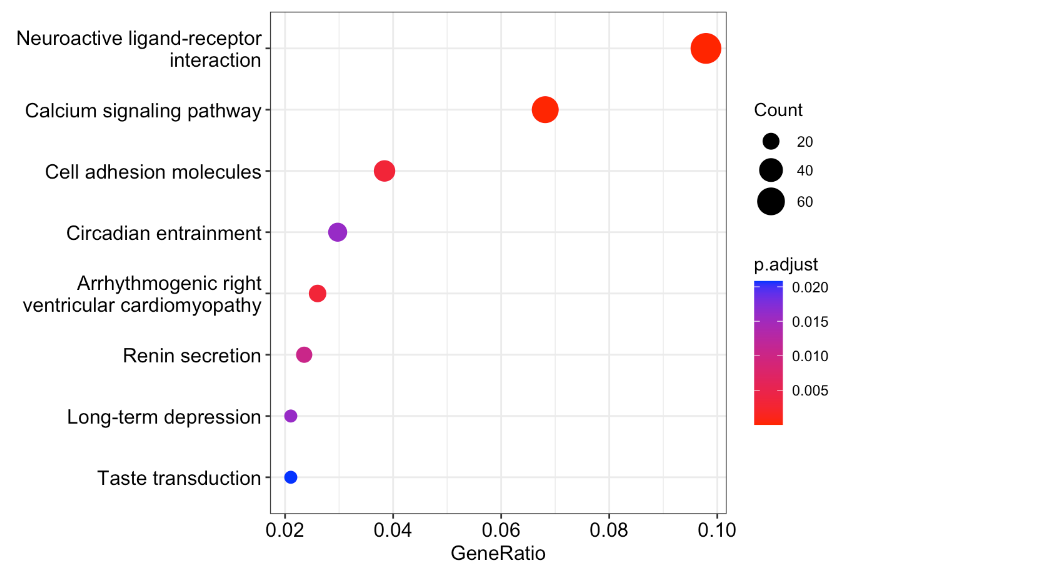 Neuroactive ligand-receptor
interaction
Calcium signaling pathway
Cell adhesion molecules
Circadian entrainment
Arrhythmogenic right
ventricular cardiomyopathy
Renin secretion
Long-term depression
Taste transduction
0.02 0.04 0.06 0.08 0.10
GeneRatio
Count
20
40
60
p.adjust
0.020
0.015
0.010
0.005